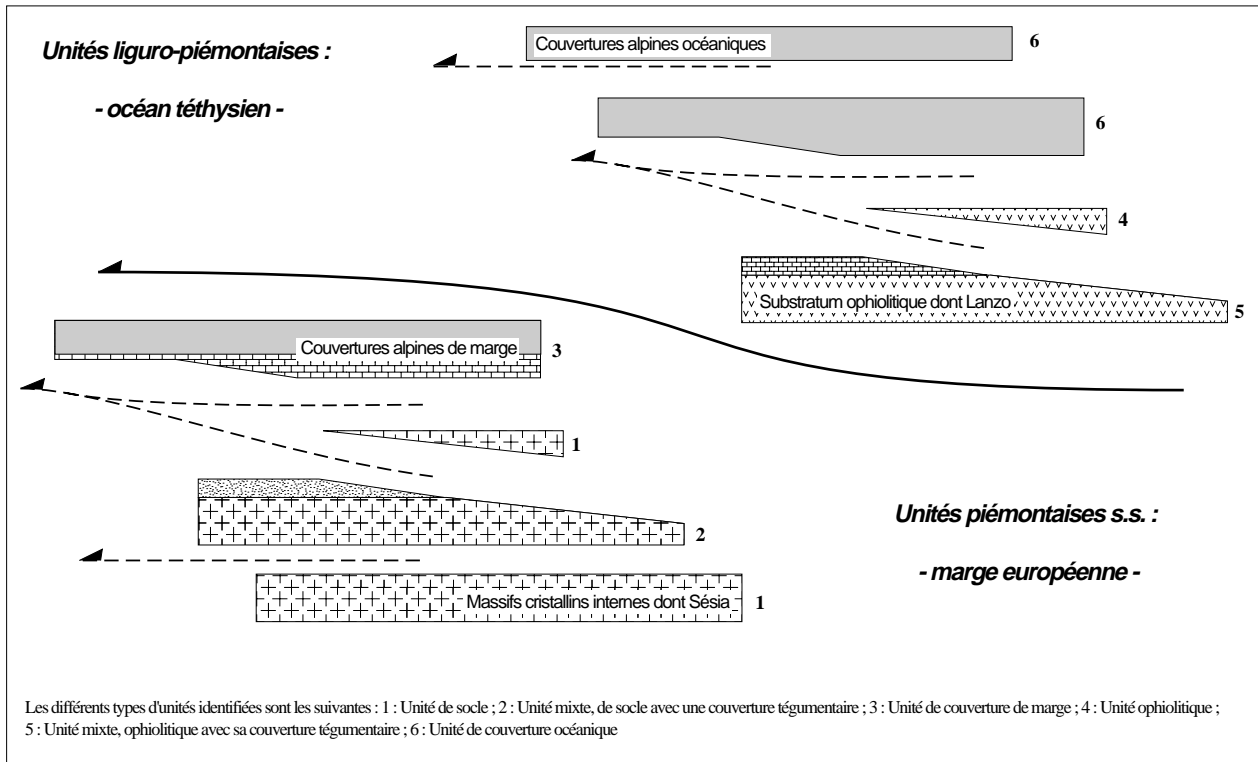 Unités liguro-piémontaises :
- océan téthysien -
Couvertures alpines océaniques
6
6
4
Substratum ophiolitique dont Lanzo
5
Couvertures alpines de marge
3
1
2
Unités piémontaises s.s. :
- marge européenne -
Massifs cristallins internes dont Sésia
1
Les différents types d'unités identifiées sont les suivantes : 1 : Unité de socle ; 2 : Unité mixte, de socle avec une couverture tégumentaire ; 3 : Unité de couverture de marge ; 4 : Unité ophiolitique ;
5 : Unité mixte, ophiolitique avec sa couverture tégumentaire ; 6 : Unité de couverture océanique